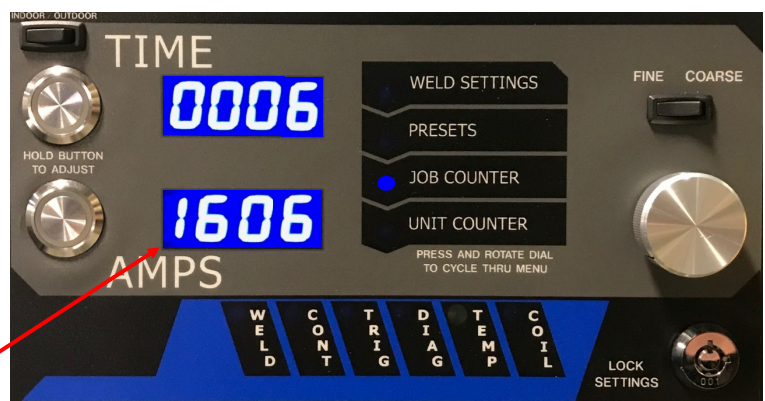 INDOOR / OUTDOOR
TIME
0006
HOLD BUTTON
TO ADJUST
1606
AMPS
WELD SETTINGS
PRESETS
JOB COUNTER
UNIT COUNTER
PRESS AND ROTATE DIAL
TO CYCLE THRU MENU
FINE COARSE
WELD
CONT
TRIG
DIAG
TEMP
COIL
LOCK
SETTINGS
001